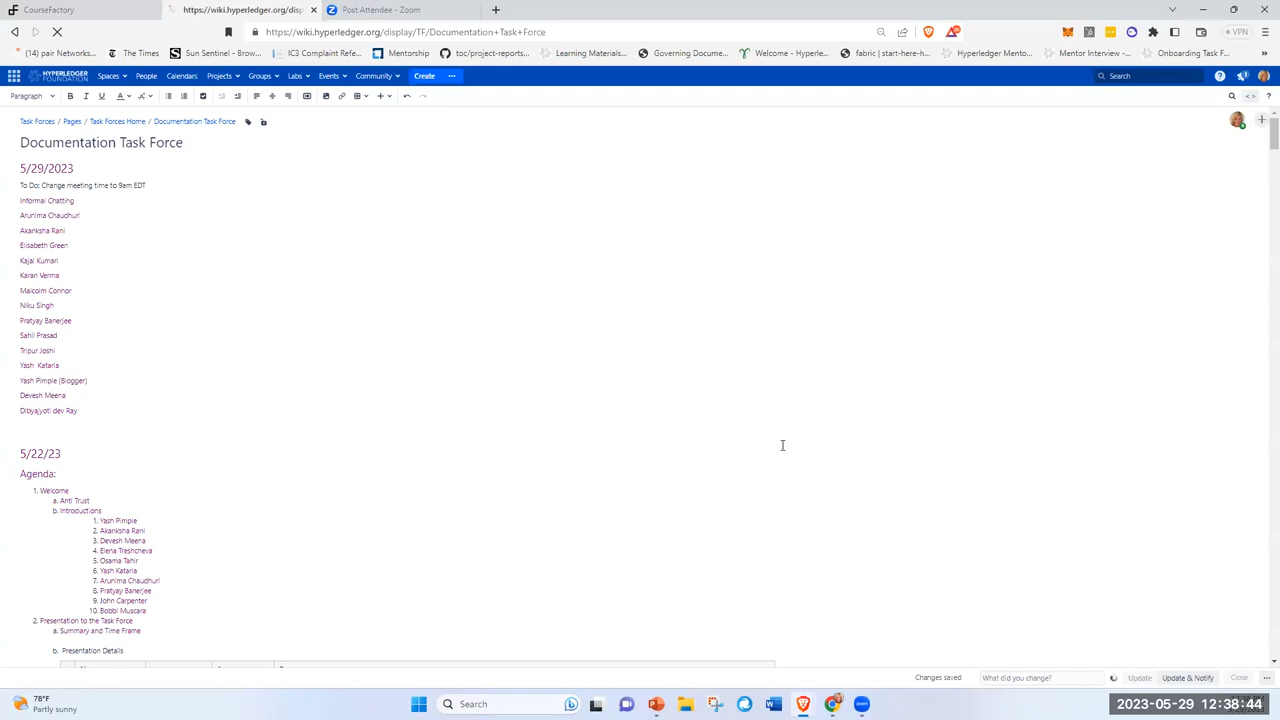 CourseFactory
https://wiki.hyperledger.org/disp
Post Attendee - Zoom
https://wiki.hyperledger.org/display/TF/Documentation+Task+Force
VPN
(14) pair Networks...
The Times
Sun Sentinel - Brow...
IC3 Complaint Refe...
Mentorship
toc/project-reports...
Learning Materials...
Governing Docume...
Welcome - Hyperle...
fabric | start-here-h...
Hyperledger Mento...
Mentor Interview -...
Onboarding Task F...
HYPERLEDGER
FOUNDATION
Spaces
People
Calendars
Projects
Groups
Labs
Events
Community
Create
Search
Paragraph
Task Forces / Pages / Task Forces Home / Documentation Task Force
Documentation Task Force
5/29/2023
To Do: Change meeting time to 9am EDT
Informal Chatting
Arunima Chaudhuri
Akanksha Rani
Elisabeth Green
Kajal Kumari
Karan Verma
Malcolm Connor
Niku Singh
Pratyay Banerjee
Sahil Prasad
Tripur Joshi
Yash Kataria
Yash Pimple (Blogger)
Devesh Meena
Dibyajyoti dev Ray
5/22/23
Agenda:
1. Welcome
a. Anti Trust
b. Introductions
1. Yash Pimple
2. Akanksha Rani
3. Devesh Meena
4. Elena Treshcheva
5. Osama Tahir
6. Yash Kataria
7. Arunima Chaudhuri
8. Pratyay Banerjee
9. John Carpenter
10. Bobbi Muscara
2. Presentation to the Task Force
a. Summary and Time Frame
b. Presentation Details
Changes saved
What did you change?
Update
Update & Notify
Close
78°F
Partly sunny
Search
2023-05-29 12:38:44